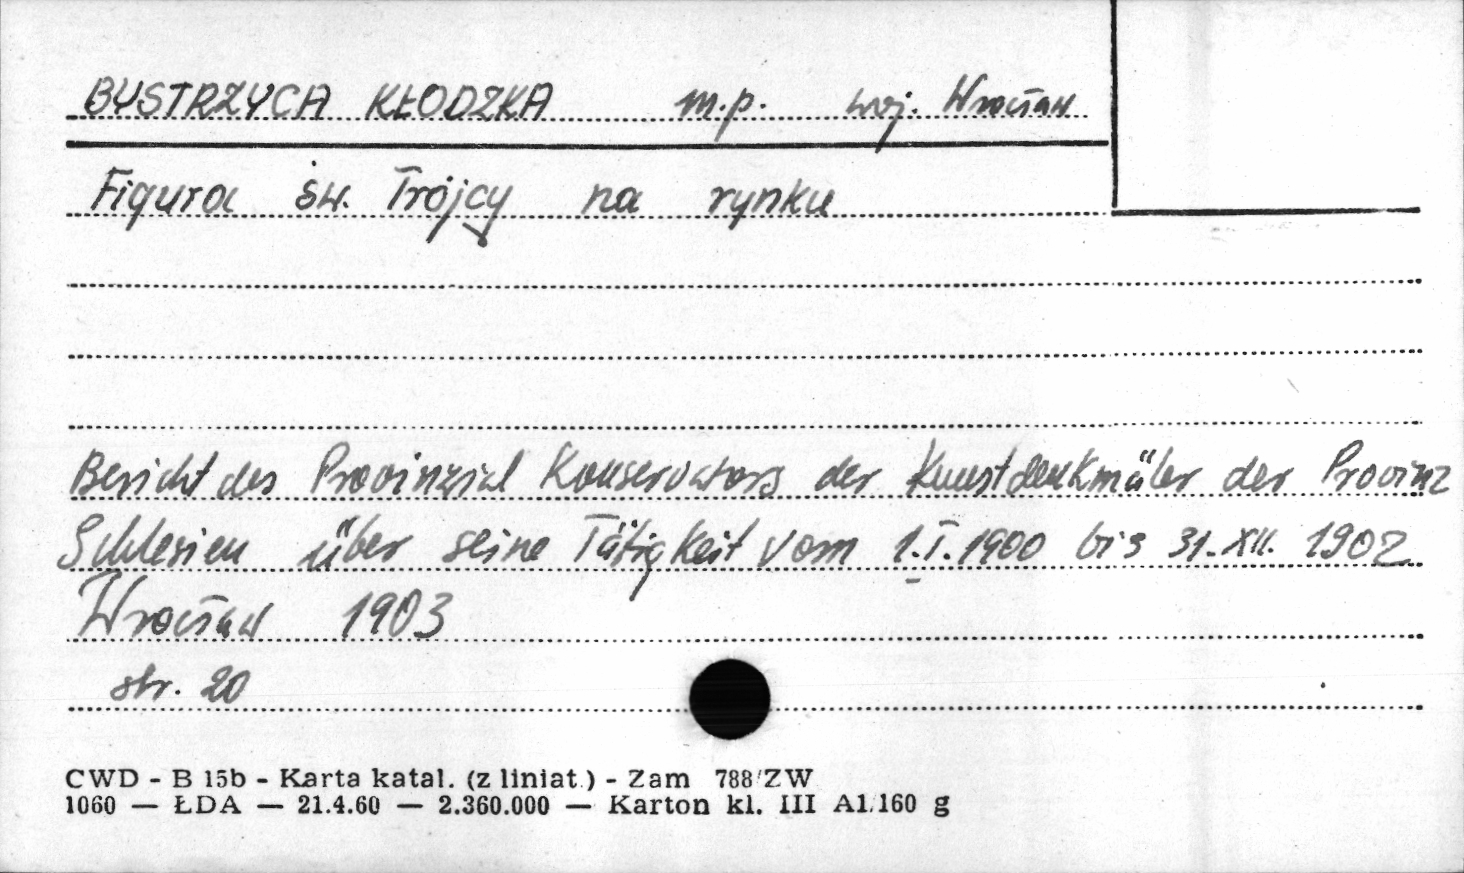 BYSTRZYCA KŁODZKA m.p. woj. Wrocław
Figura św. Trójcy na rynku
Bericht des Provinzial Konservators der Kunstdenkmäler der Provinz
Schlesien über seine Tätigkeit vom 1.I.1900 bis 31.XII.1902
Wrocław 1903
str. 20
CWD - B 15b - Karta katal. (z liniat.) - Zam 788/ZW
1060 — ŁDA — 21.4.60 — 2.360.000 — Karton kl. III A1/160 g